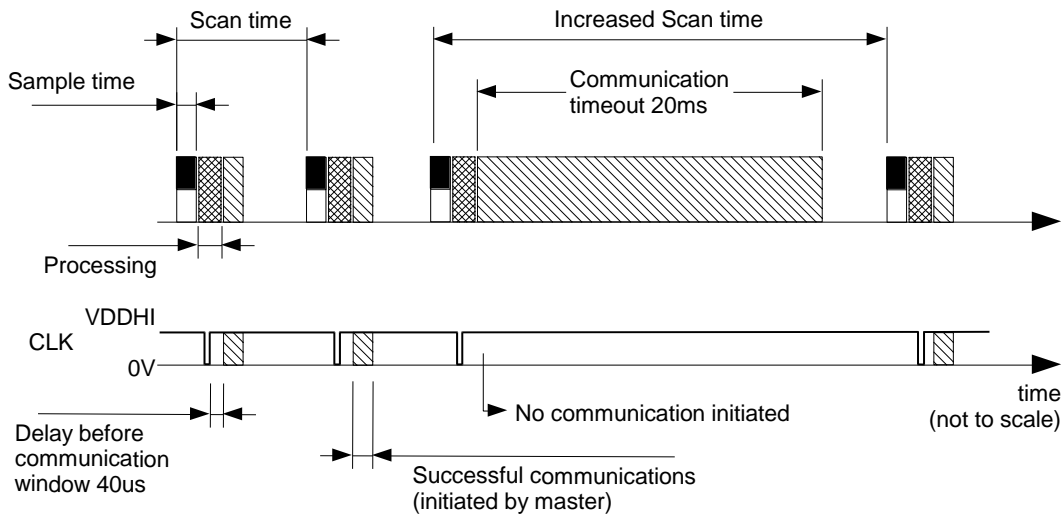 Scan time
Increased Scan time
Sample time
Communication
timeout 20ms
Processing
VDDHI
CLK
0V
time
(not to scale)
No communication initiated
Delay before
communication
window 40us
Successful communications
(initiated by master)